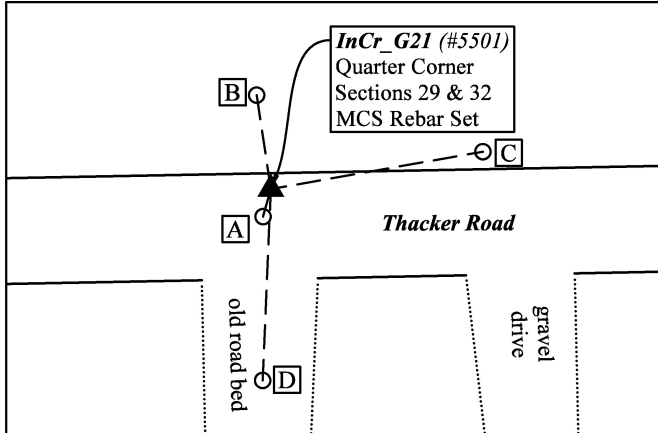 InCr_G21 (#5501)
Quarter Corner
Sections 29 & 32
MCS Rebar Set
B
C
A
Thacker Road
old road bed
gravel
drive
D